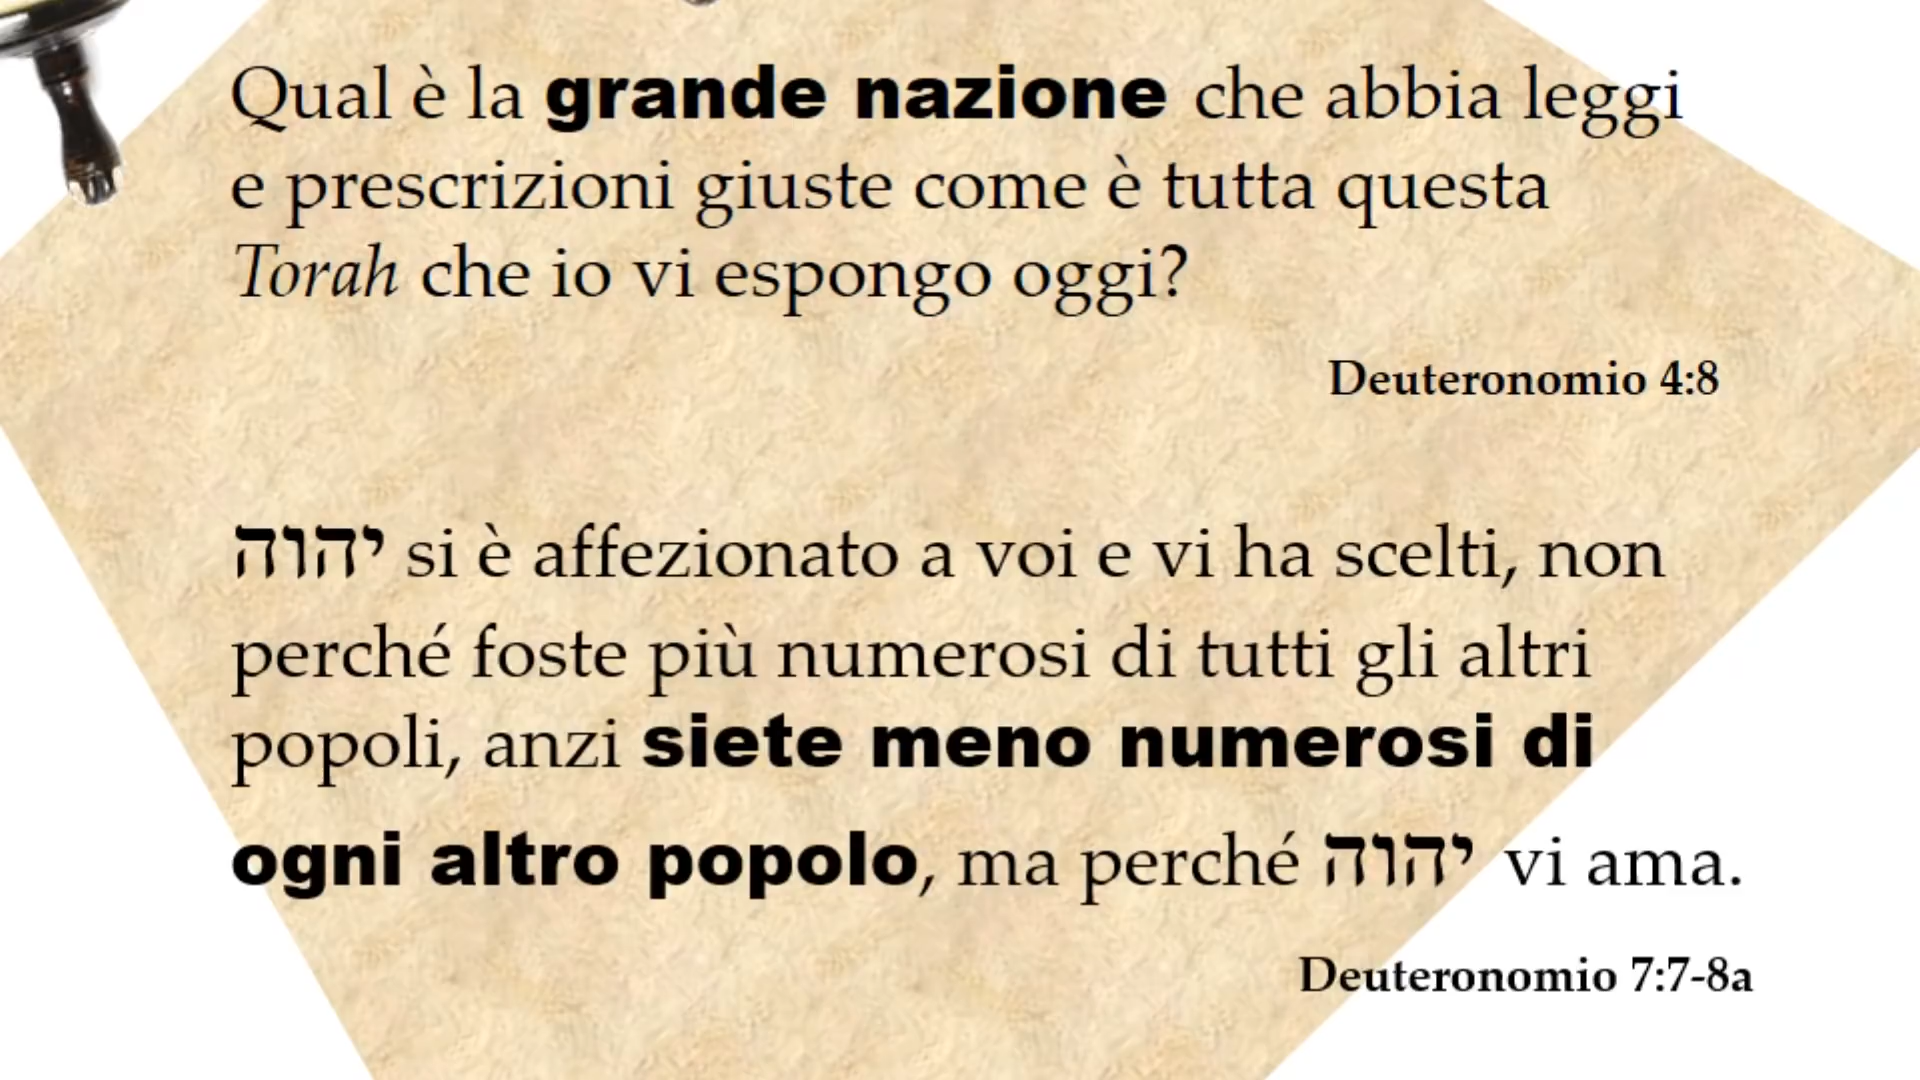 Qual è la grande nazione che abbia leggi
e prescrizioni giuste come è tutta questa
Torah che io vi espongo oggi?
Deuteronomio 4:8
יהוה si è affezionato a voi e vi ha scelti, non
perché foste più numerosi di tutti gli altri
popoli, anzi siete meno numerosi di
ogni altro popolo, ma perché יהוה vi ama.
Deuteronomio 7:7-8a